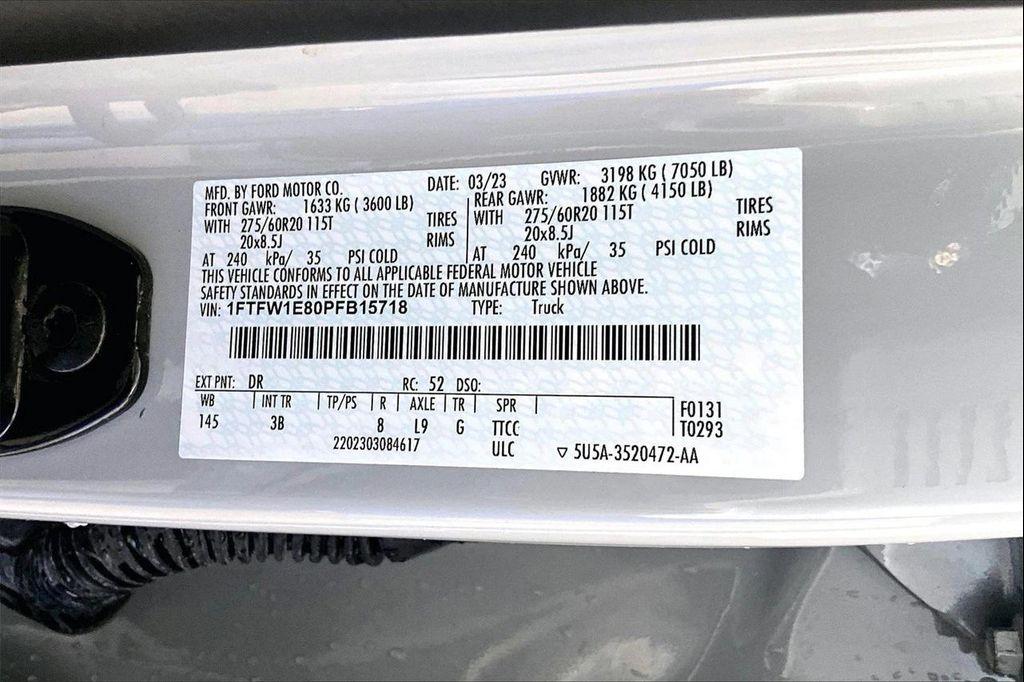 MFD. BY FORD MOTOR CO. DATE: 03/23 GVWR: 3198 KG ( 7050 LB)
FRONT GAWR: 1633 KG ( 3600 LB) REAR GAWR: 1882 KG ( 4150 LB)
WITH 275/60R20 115T TIRES WITH 275/60R20 115T TIRES
20x8.5J RIMS 20x8.5J RIMS
AT 240 kPa/ 35 PSI COLD AT 240 kPa/ 35 PSI COLD
THIS VEHICLE CONFORMS TO ALL APPLICABLE FEDERAL MOTOR VEHICLE
SAFETY STANDARDS IN EFFECT ON THE DATE OF MANUFACTURE SHOWN ABOVE.
VIN: 1FTFW1E80PFB15718 TYPE: Truck
EXT PNT: DR RC: 52 DSO:
WB INT TR TP/PS R AXLE TR SPR F0131
145 3B 8 L9 G TTCC T0293
2202303084617 ULC ▽ 5U5A-3520472-AA